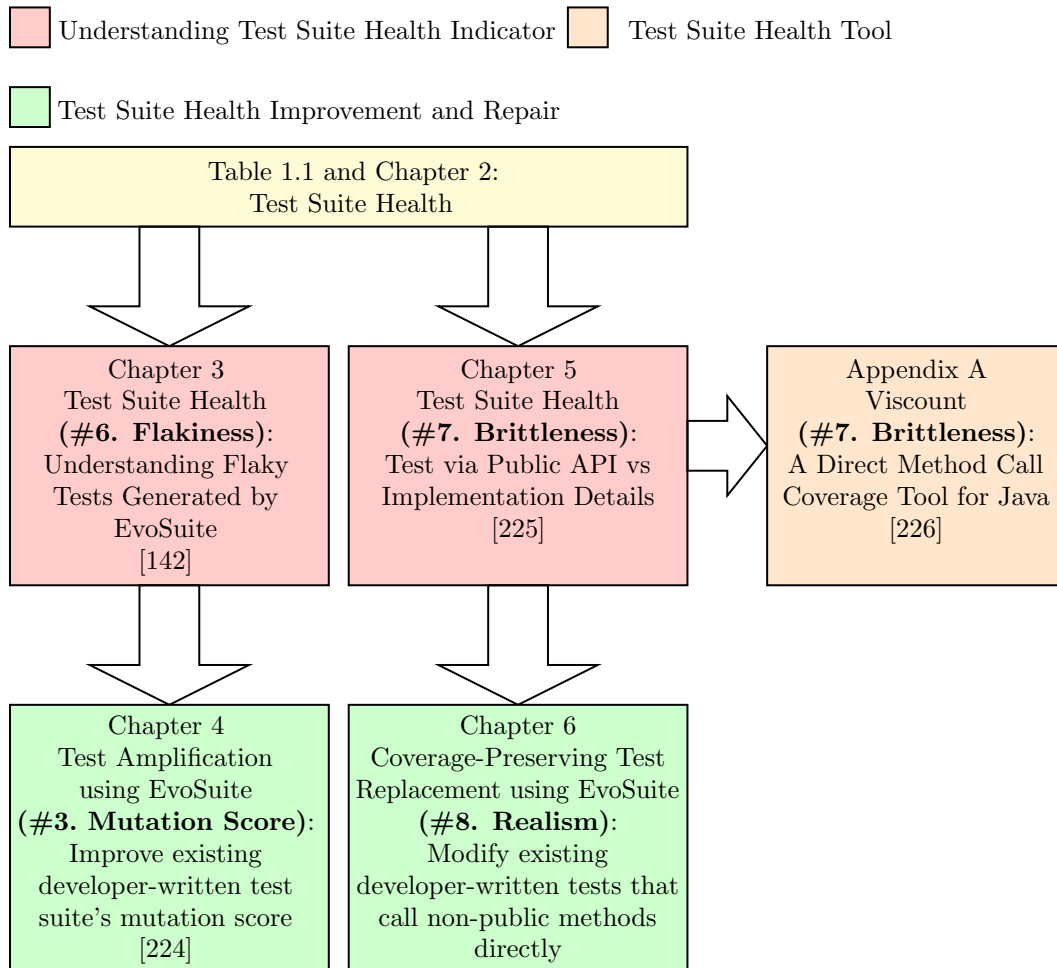 Understanding Test Suite Health Indicator
Test Suite Health Tool
Test Suite Health Improvement and Repair
Table 1.1 and Chapter 2:
Test Suite Health
Chapter 3
Test Suite Health
(#6. Flakiness):
Understanding Flaky
Tests Generated by
EvoSuite
[142]
Chapter 5
Test Suite Health
(#7. Brittleness):
Test via Public API vs
Implementation Details
[225]
Appendix A
Viscount
(#7. Brittleness):
A Direct Method Call
Coverage Tool for Java
[226]
Chapter 4
Test Amplification
using EvoSuite
(#3. Mutation Score):
Improve existing
developer-written test
suite's mutation score
[224]
Chapter 6
Coverage-Preserving Test
Replacement using EvoSuite
(#8. Realism):
Modify existing
developer-written tests that
call non-public methods
directly